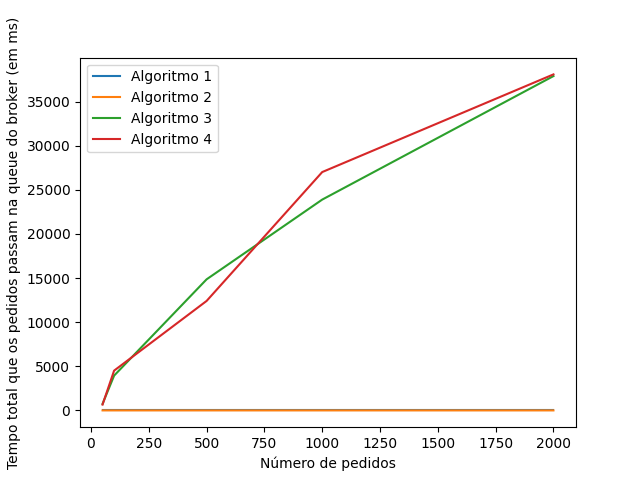 Tempo total que os pedidos passam na queue do broker (em ms)
Algoritmo 1
Algoritmo 2
Algoritmo 3
Algoritmo 4
35000
30000
25000
20000
15000
10000
5000
0
0 250 500 750 1000 1250 1500 1750 2000
Número de pedidos